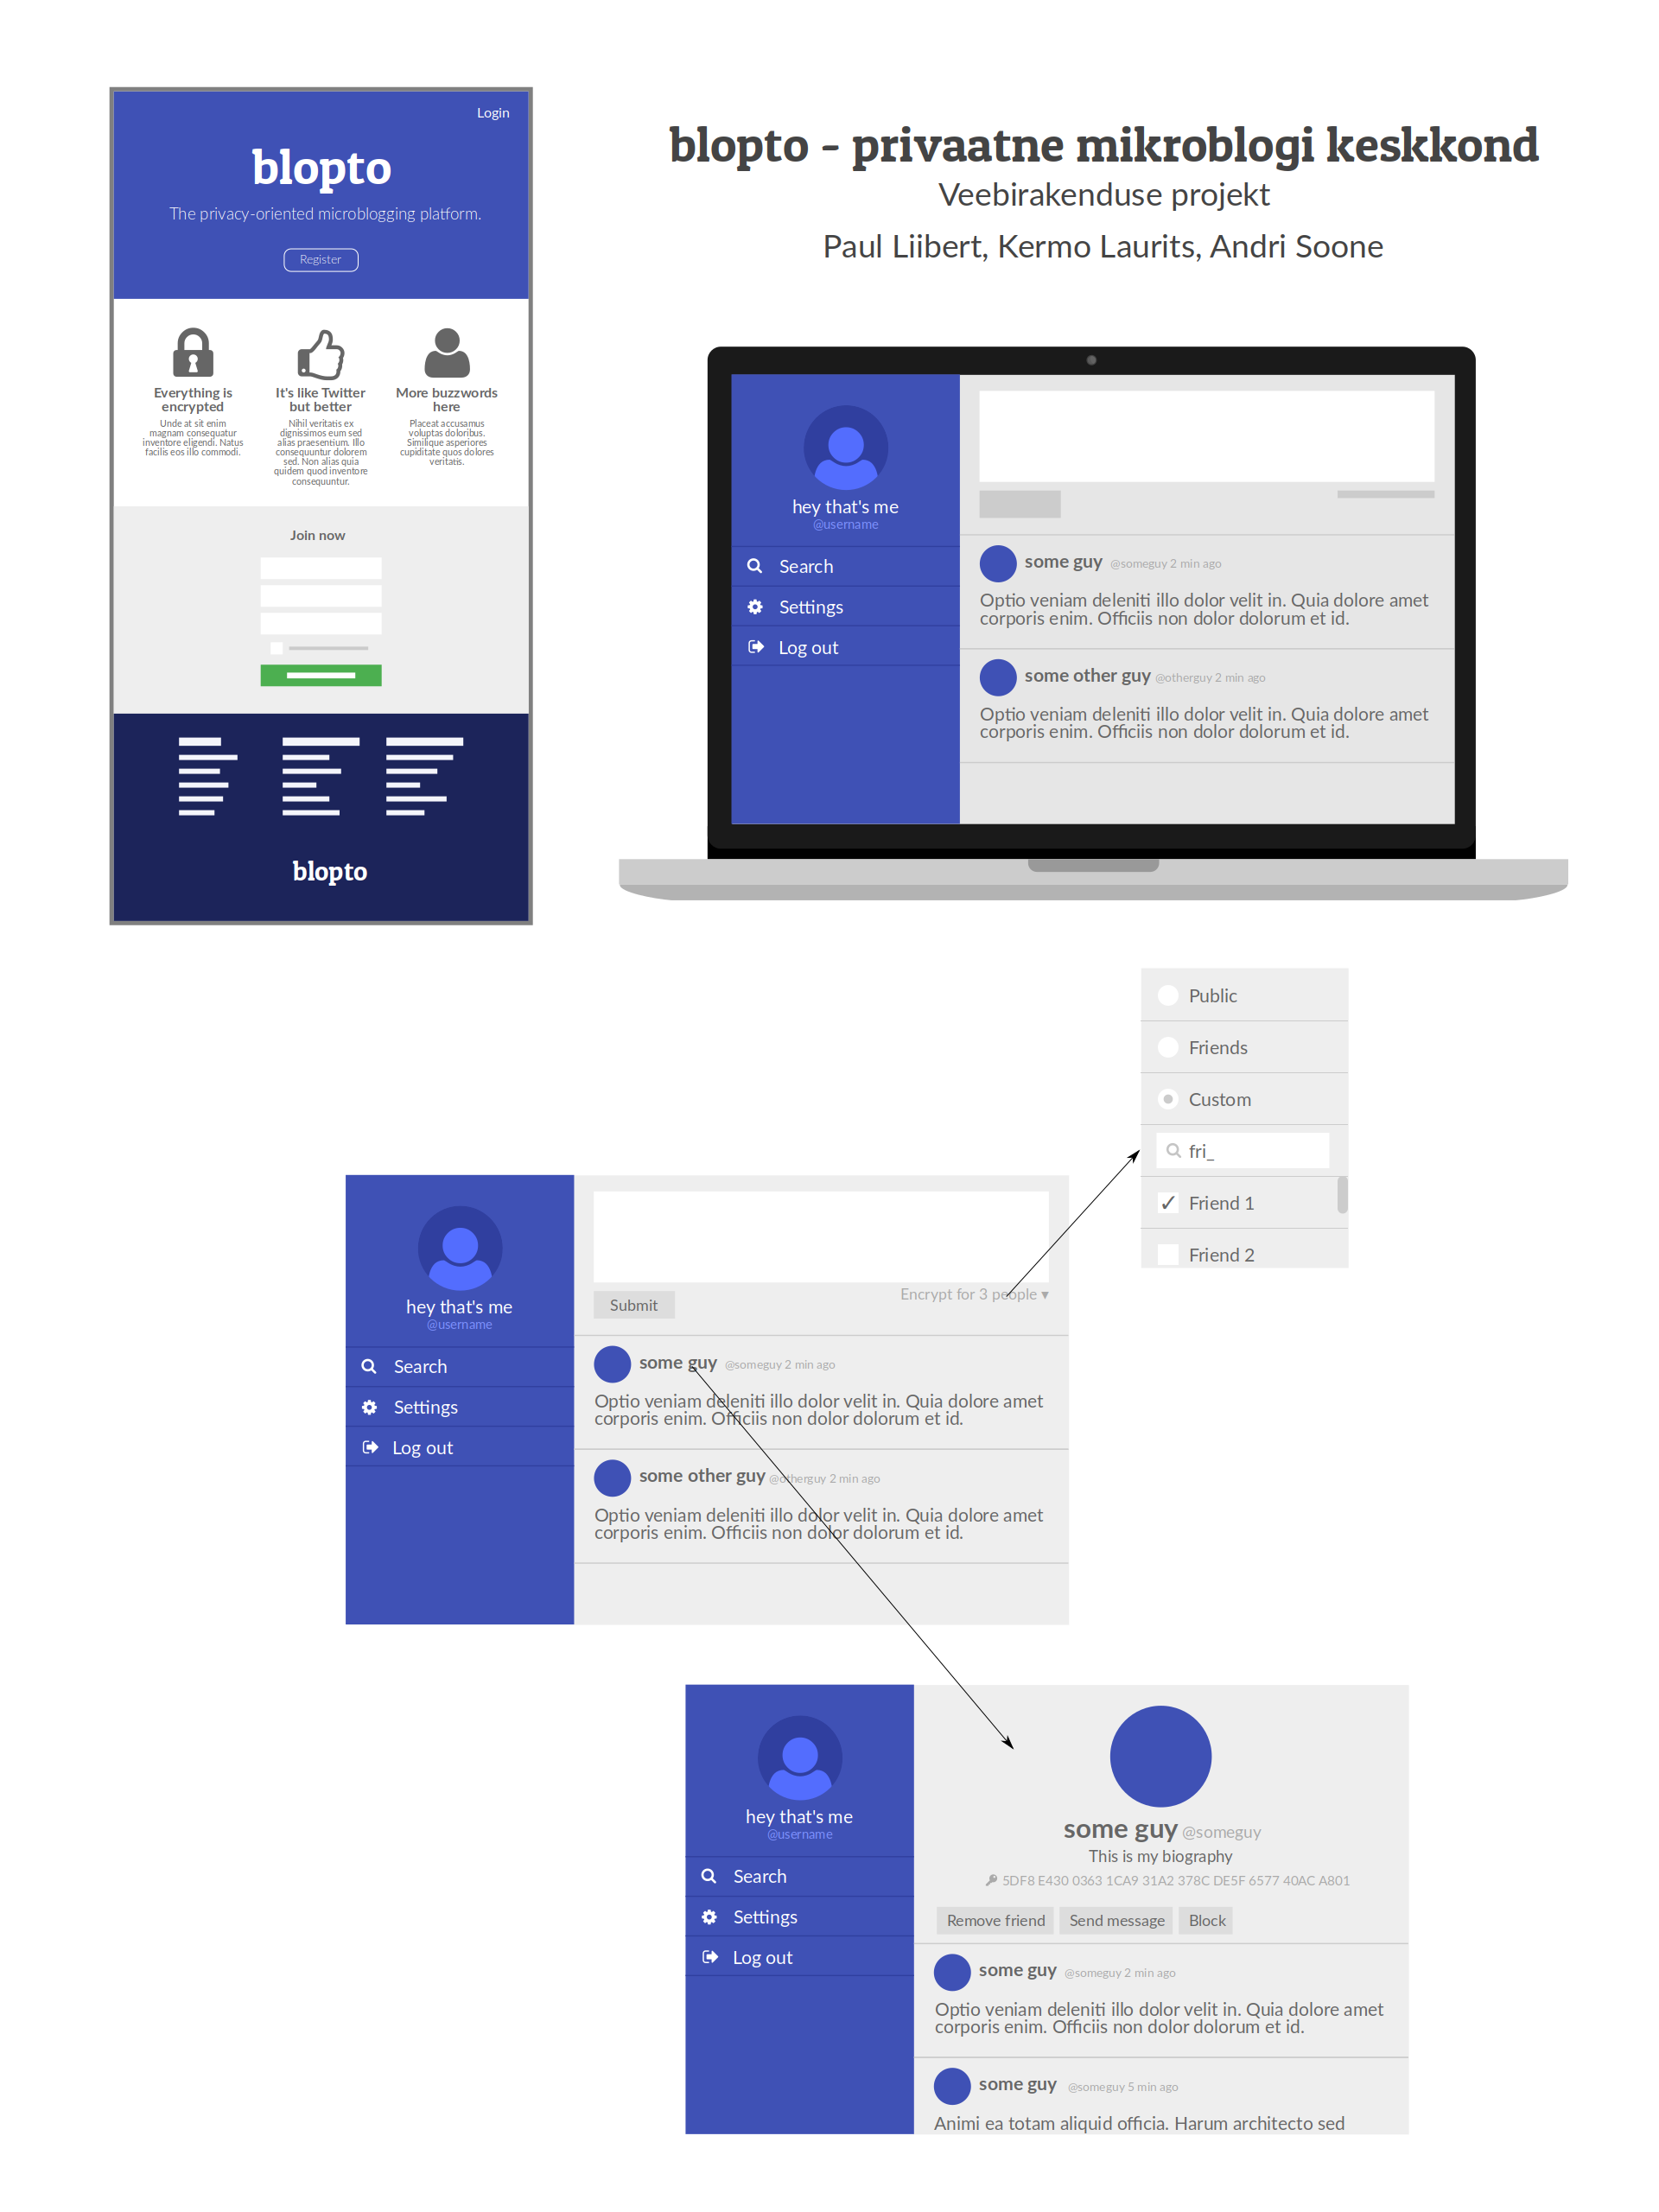 Login
blopto
The privacy-oriented microblogging platform.
Register
Everything is
encrypted
Unde at sit enim
magnam consequatur
inventore eligendi. Natus
facilis eos illo commodi.
It's like Twitter
but better
Nihil veritatis ex
dignissimos eum sed
alias praesentium. Illo
consequuntur dolorem
sed. Non alias quia
quidem quod inventore
consequuntur.
More buzzwords
here
Placeat accusamus
voluptas doloribus.
Similique asperiores
cupiditate quos dolores
veritatis.
Join now
blopto
blopto - privaatne mikroblogi keskkond
Veebirakenduse projekt
Paul Liibert, Kermo Laurits, Andri Soone
hey that's me
@username
Search
Settings
Log out
some guy @someguy 2 min ago
Optio veniam deleniti illo dolor velit in. Quia dolore amet
corporis enim. Officiis non dolor dolorum et id.
some other guy @otherguy 2 min ago
Optio veniam deleniti illo dolor velit in. Quia dolore amet
corporis enim. Officiis non dolor dolorum et id.
Public
Friends
Custom
fri_
Friend 1
Friend 2
hey that's me
@username
Search
Settings
Log out
Submit
Encrypt for 3 people ▾
some guy @someguy 2 min ago
Optio veniam deleniti illo dolor velit in. Quia dolore amet
corporis enim. Officiis non dolor dolorum et id.
some other guy @otherguy 2 min ago
Optio veniam deleniti illo dolor velit in. Quia dolore amet
corporis enim. Officiis non dolor dolorum et id.
hey that's me
@username
Search
Settings
Log out
some guy @someguy
This is my biography
5DF8 E430 0363 1CA9 31A2 378C DE5F 6577 40AC A801
Remove friend
Send message
Block
some guy @someguy 2 min ago
Optio veniam deleniti illo dolor velit in. Quia dolore amet
corporis enim. Officiis non dolor dolorum et id.
some guy @someguy 5 min ago
Animi ea totam aliquid officia. Harum architecto sed